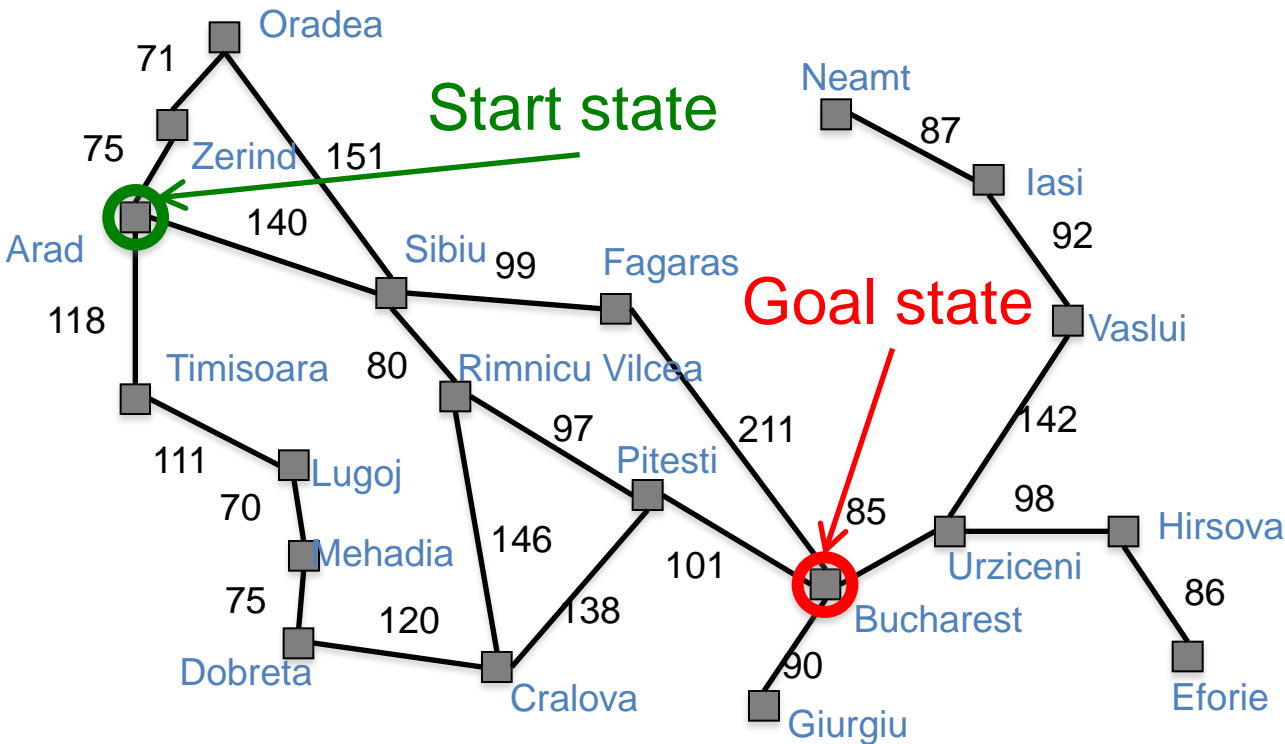 Oradea
71
Neamt
Start state
87
75
Zerind
151
Iasi
140
92
Arad
Sibiu
99
Fagaras
Goal state
118
Vaslui
Timisoara
80
Rimnicu Vilcea
97
211
142
111
Pitesti
Lugoj
70
85
98
Hirsova
Mehadia
146
101
Urziceni
75
120
138
86
Bucharest
Dobreta
90
Cralova
Eforie
Giurgiu